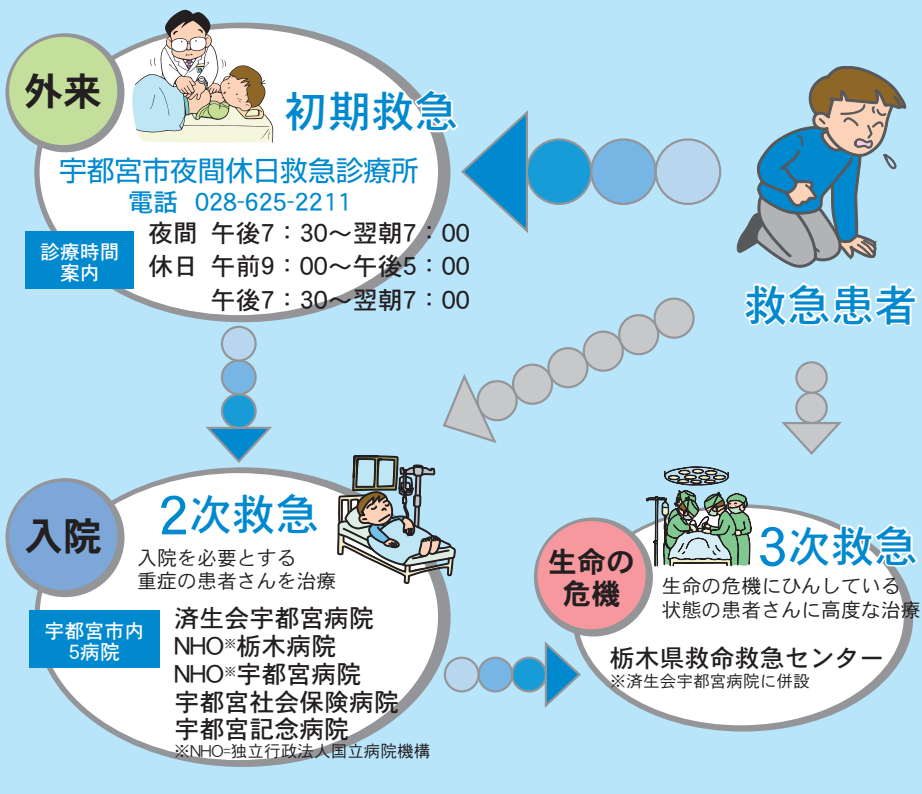 外来
初期救急
宇都宮市夜間休日救急診療所
電話 028-625-2211
診療時間
案内
夜間 午後7：30～翌朝7：00
休日 午前9：00～午後5：00
午後7：30～翌朝7：00
救急患者
入院
2次救急
入院を必要とする
重症の患者さんを治療
宇都宮市内
5病院
済生会宇都宮病院
NHO※栃木病院
NHO※宇都宮病院
宇都宮社会保険病院
宇都宮記念病院
※NHO=独立行政法人国立病院機構
生命の
危機
3次救急
生命の危機にひんしている
状態の患者さんに高度な治療
栃木県救命救急センター
※済生会宇都宮病院に併設